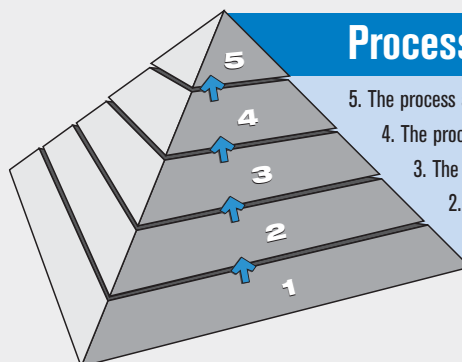 Process
5. The process
4. The proc
3. The
2.
5
4
3
2
1